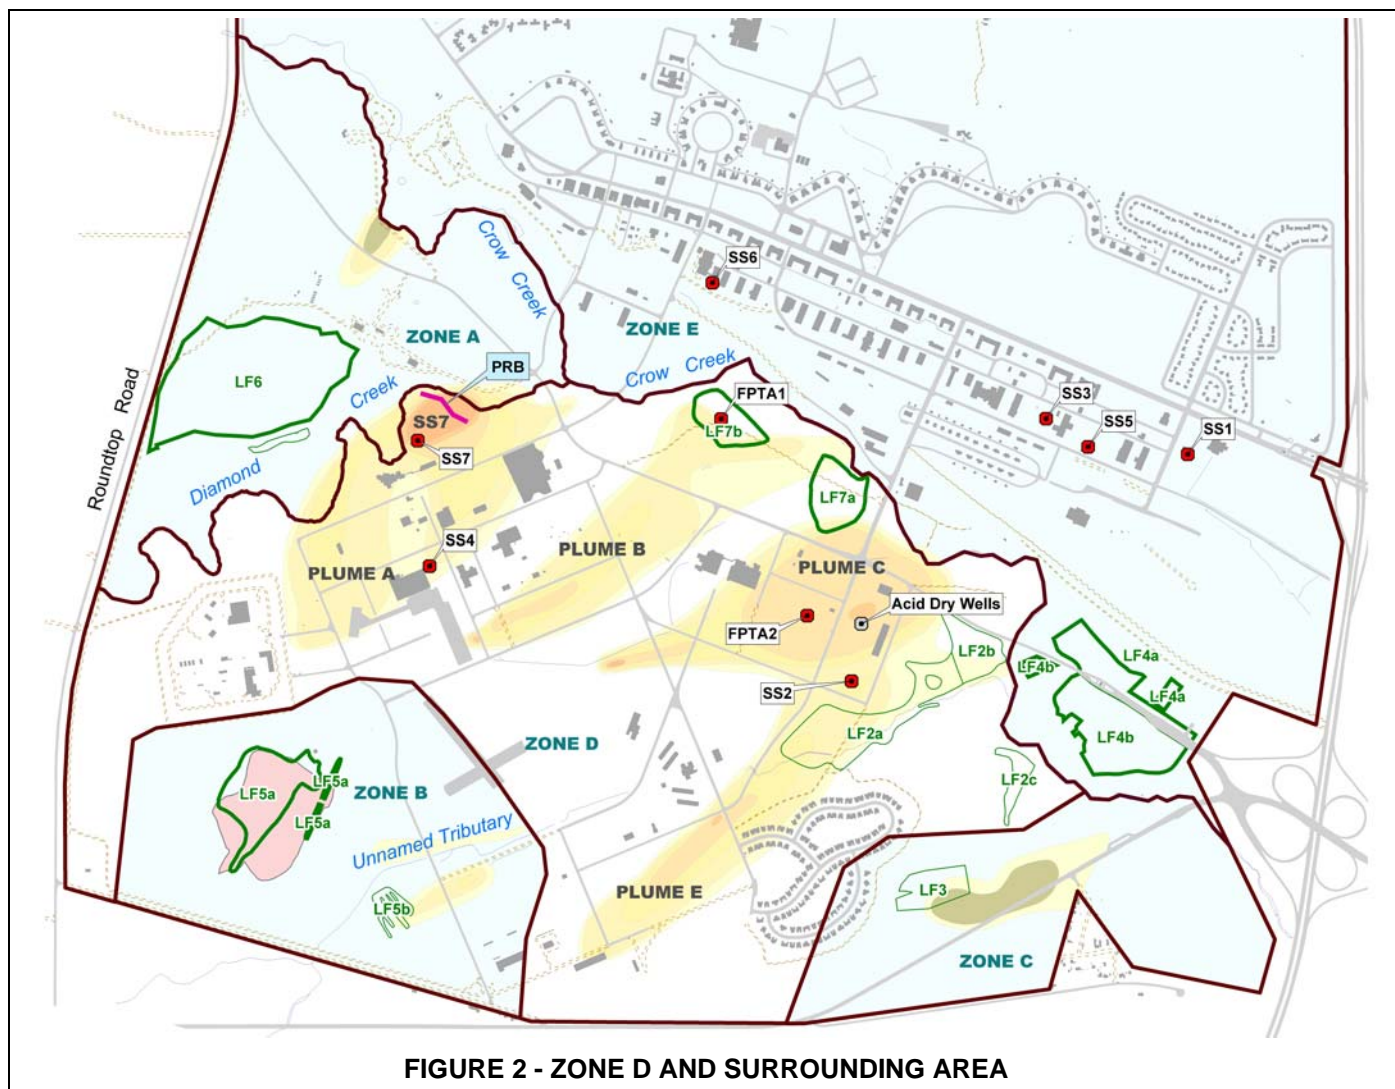 Crow Creek
SS6
ZONE A
ZONE E
Crow Creek
PRB
LF6
Creek
FPTA1
SS3
SS7
LF7b
SS5
SS1
SS7
Roundtop Road
Diamond
LF7a
SS4
PLUME B
PLUME A
PLUME C
Acid Dry Wells
FPTA2
LF2b
LF4b
LF4a
SS2
LF4a
LF2a
LF4b
ZONE D
LF2c
LF5a
ZONE B
LF5a
LF5a
Unnamed Tributary
PLUME E
LF3
LF5b
ZONE C
FIGURE 2 - ZONE D AND SURROUNDING AREA